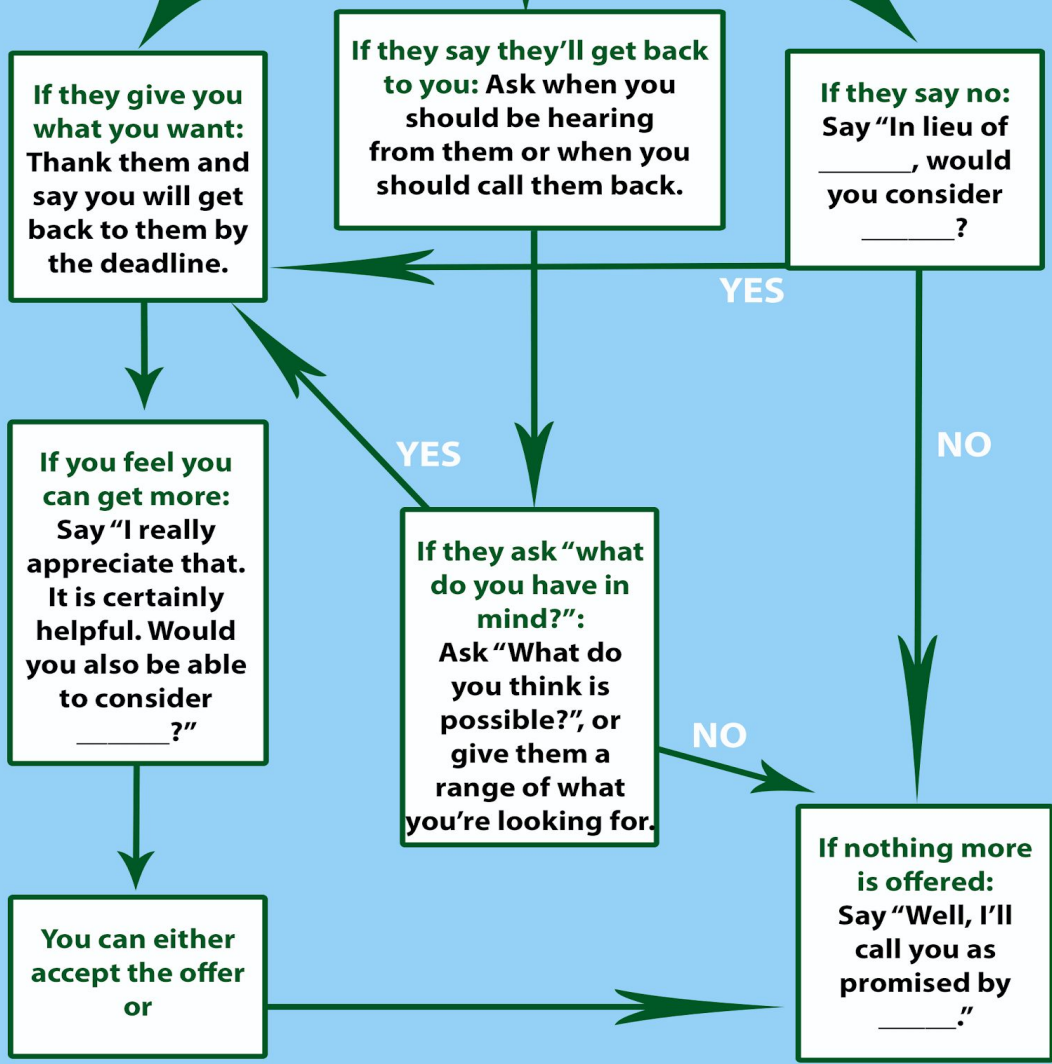 If they give you
what you want:
Thank them and
say you will get
back to them by
the deadline.
If they say they’ll get back
to you: Ask when you
should be hearing
from them or when you
should call them back.
If they say no:
Say “In lieu of
_______, would
you consider
_______?
YES
YES
NO
If you feel you
can get more:
Say “I really
appreciate that.
It is certainly
helpful. Would
you also be able
to consider
_______?”
If they ask “what
do you have in
mind?”:
Ask “What do
you think is
possible?”, or
give them a
range of what
you’re looking for.
NO
If nothing more
is offered:
Say “Well, I’ll
call you as
promised by
______.”
You can either
accept the offer
or